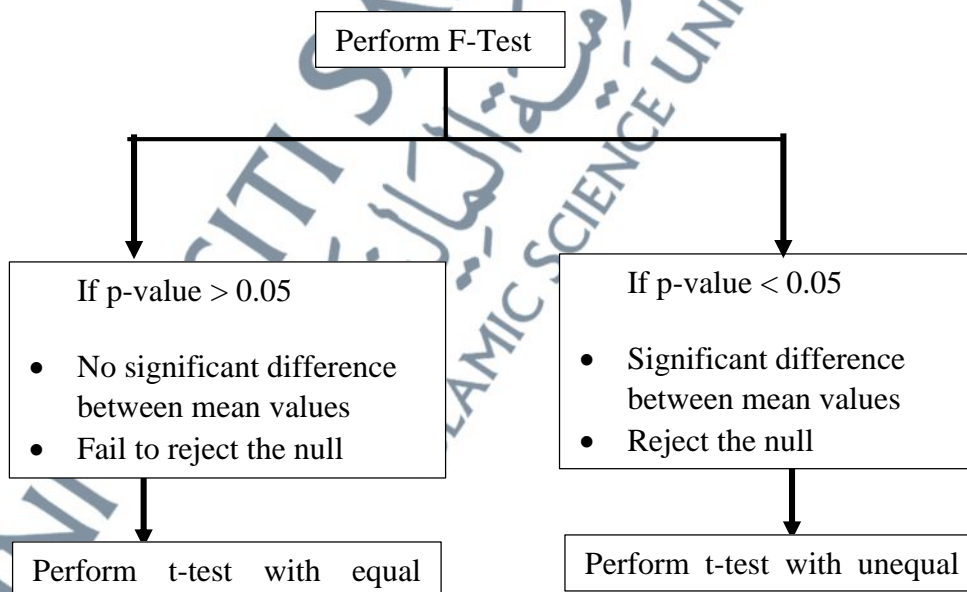 Perform F-Test
If p-value > 0.05
• No significant difference
between mean values
• Fail to reject the null
If p-value < 0.05
• Significant difference
between mean values
• Reject the null
Perform t-test with equal
Perform t-test with unequal